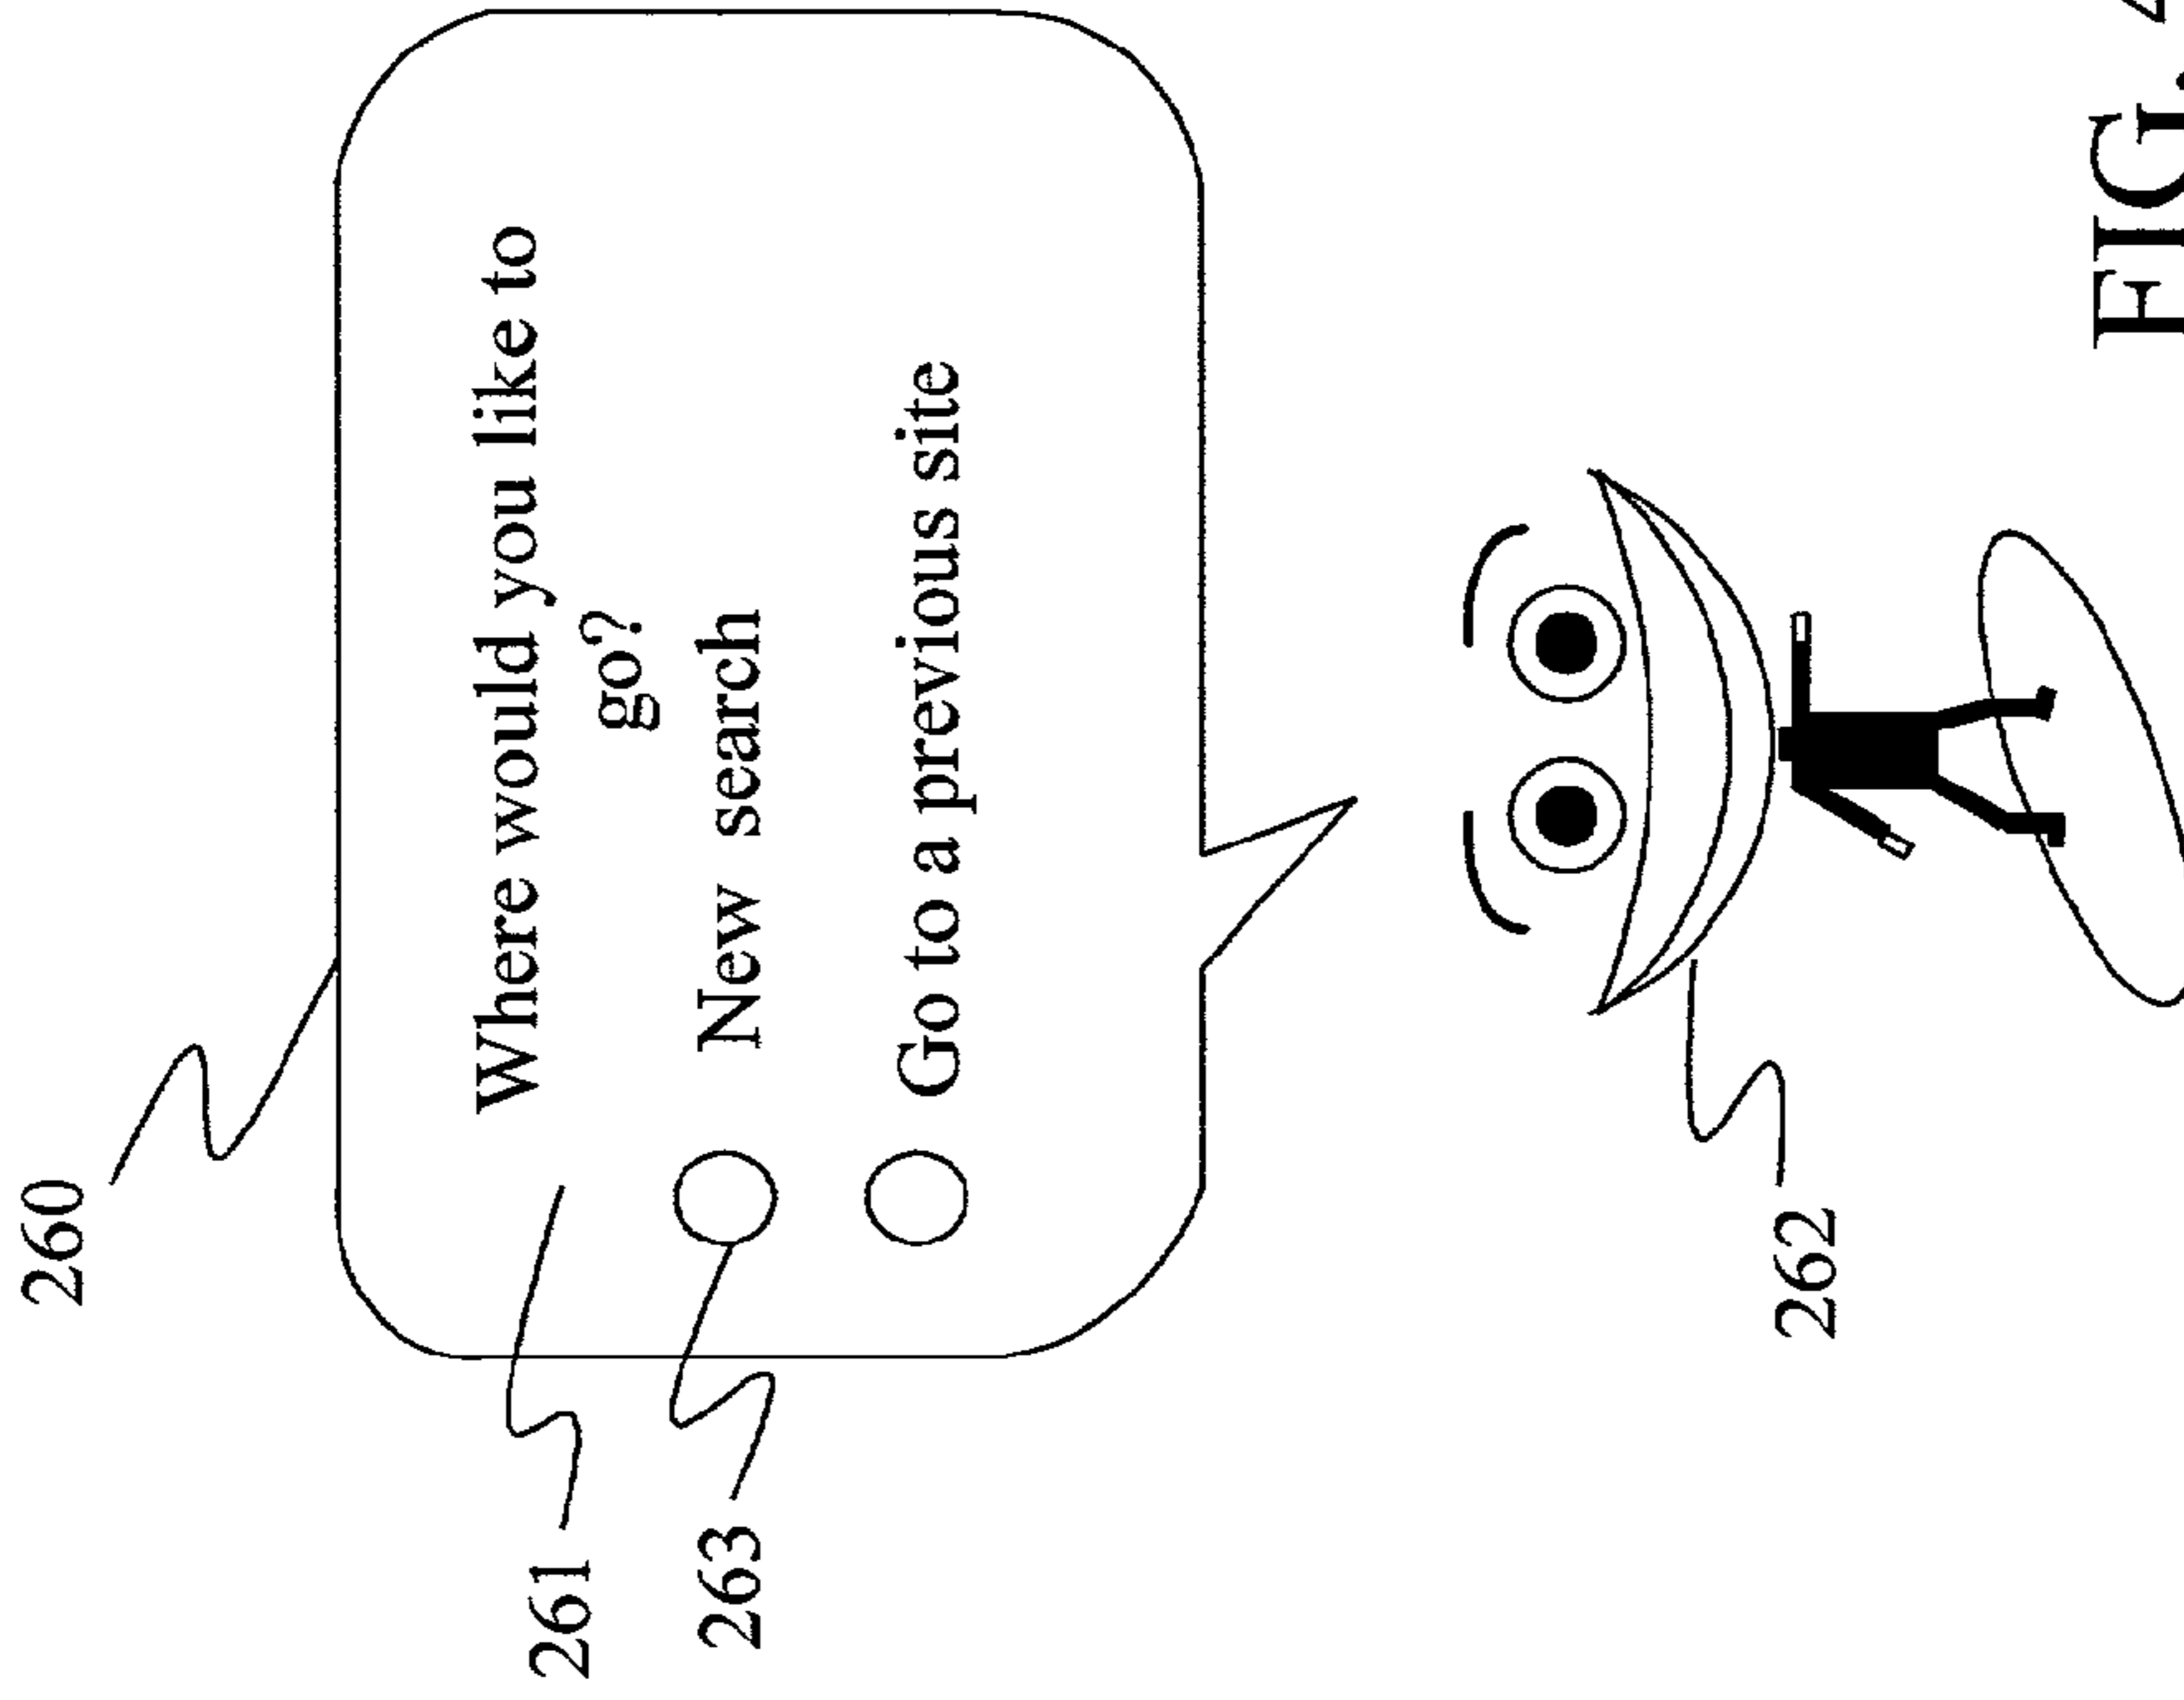 260
261
Where would you like to
go?
263
New search
Go to a previous site
262
FIG.